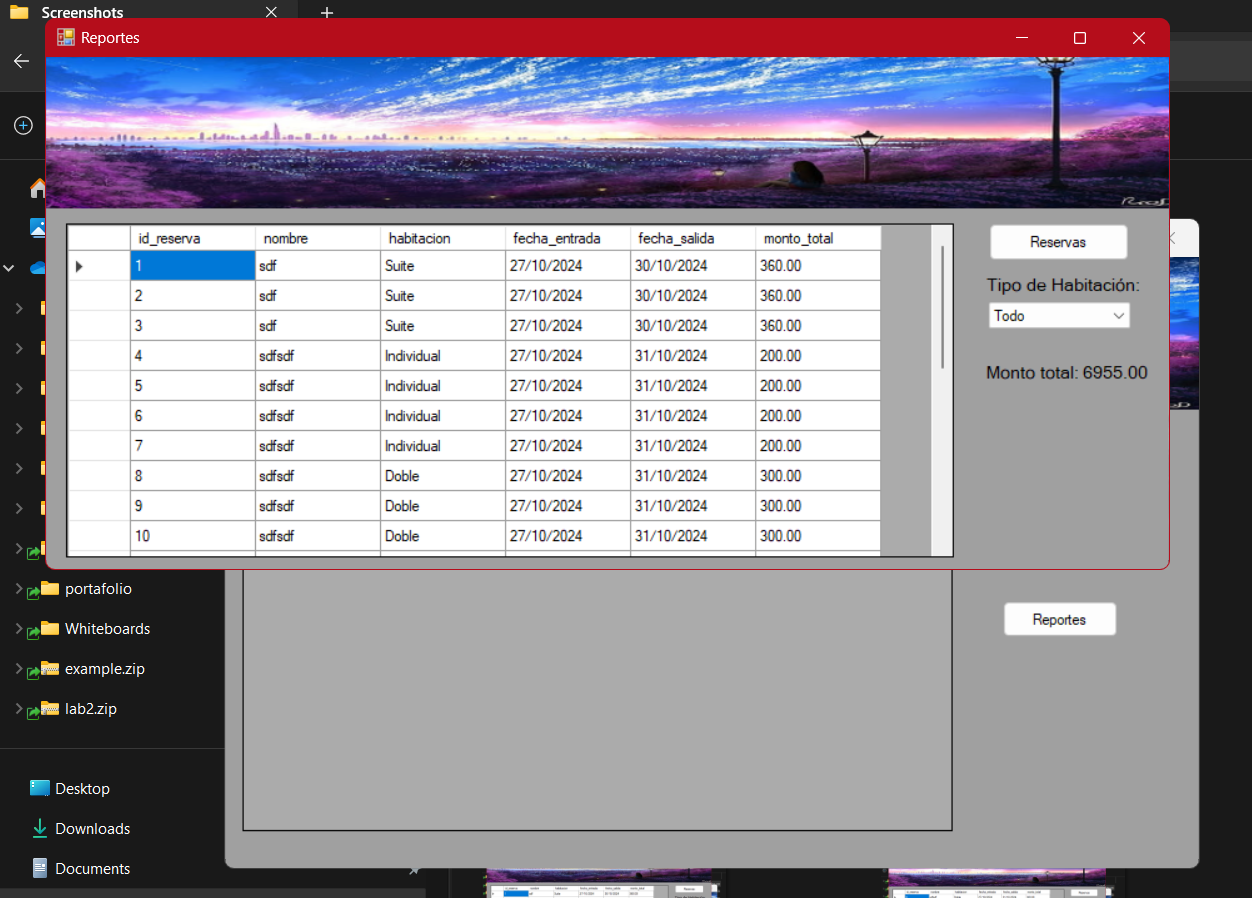 Screenshots
Reportes
id_reserva nombre habitacion fecha_entrada fecha_salida monto_total
1 sdf Suite 27/10/2024 30/10/2024 360.00
2 sdf Suite 27/10/2024 30/10/2024 360.00
3 sdf Suite 27/10/2024 30/10/2024 360.00
4 sdfsdf Individual 27/10/2024 31/10/2024 200.00
5 sdfsdf Individual 27/10/2024 31/10/2024 200.00
6 sdfsdf Individual 27/10/2024 31/10/2024 200.00
7 sdfsdf Individual 27/10/2024 31/10/2024 200.00
8 sdfsdf Doble 27/10/2024 31/10/2024 300.00
9 sdfsdf Doble 27/10/2024 31/10/2024 300.00
10 sdfsdf Doble 27/10/2024 31/10/2024 300.00
Reservas
Tipo de Habitación:
Todo
Monto total: 6955.00
Reportes
portafolio
Whiteboards
example.zip
lab2.zip
Desktop
Downloads
Documents